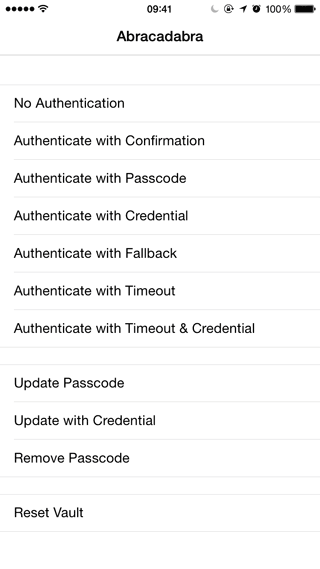 09:41
100%
Abracadabra
No Authentication
Authenticate with Confirmation
Authenticate with Passcode
Authenticate with Credential
Authenticate with Fallback
Authenticate with Timeout
Authenticate with Timeout & Credential
Update Passcode
Update with Credential
Remove Passcode
Reset Vault